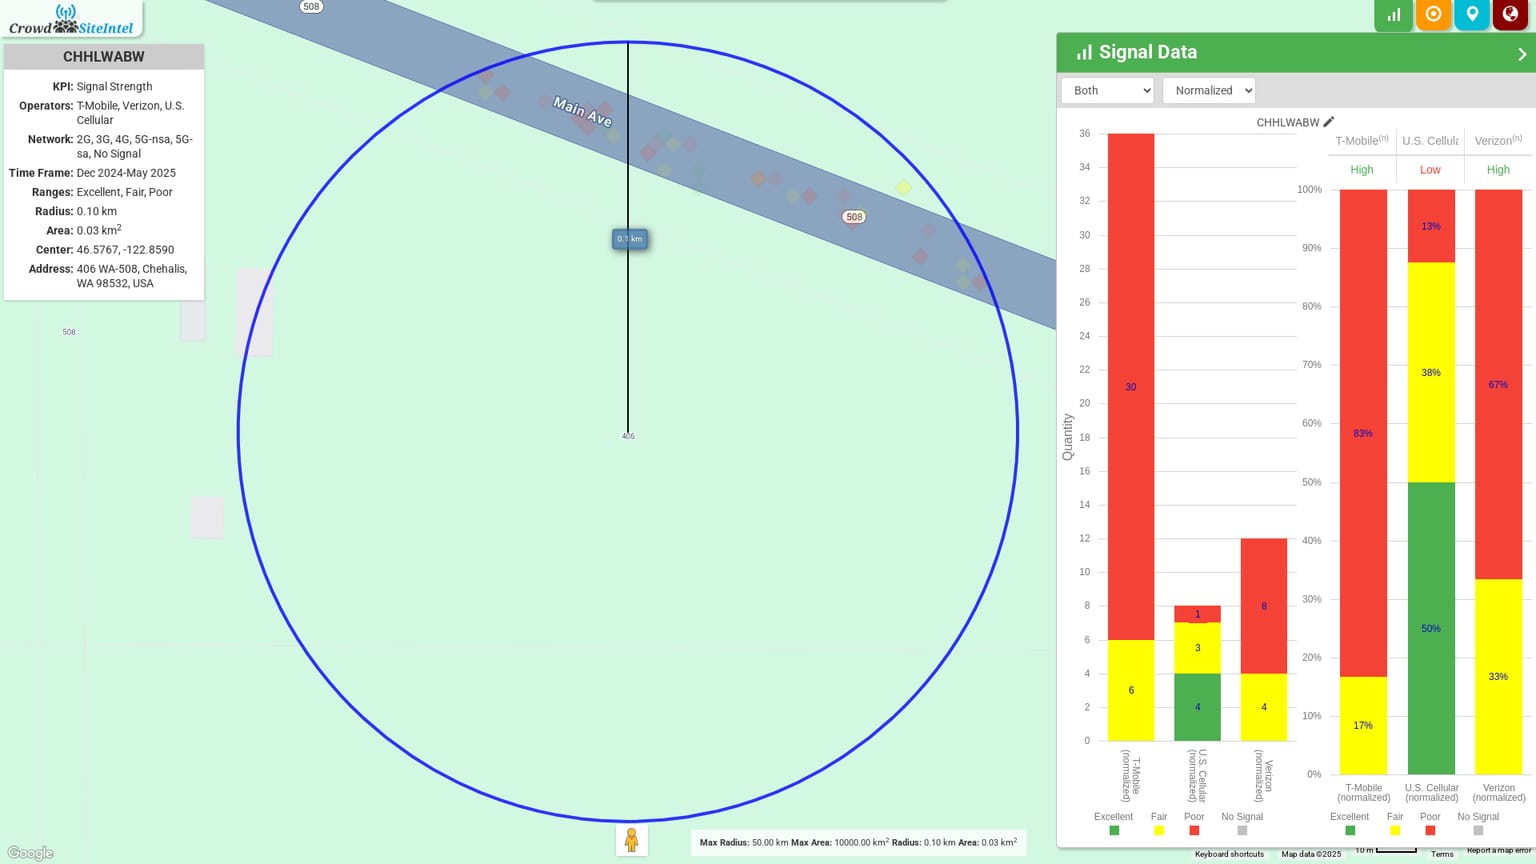 508
Crowd SiteIntel
CHHLWABW
KPI: Signal Strength
Operators: T-Mobile, Verizon, U.S.
Cellular
Network: 2G, 3G, 4G, 5G-nsa, 5G-
sa, No Signal
Time Frame: Dec 2024-May 2025
Ranges: Excellent, Fair, Poor
Radius: 0.10 km
Area: 0.03 km²
Center: 46.5767, -122.8590
Address: 406 WA-508, Chehalis,
WA 98532, USA
508
Main Ave
508
0.1 km
406
Google
Max Radius: 50.00 km Max Area: 10000.00 km² Radius: 0.10 km Area: 0.03 km²
Signal Data
Both
Normalized
CHHLWABW
Quantity
36
34
32
30
28
26
24
22
20
18
16
14
12
10
8
6
4
2
0
30
6
1
3
4
8
4
T-Mobile
(normalized)
U.S. Cellular
(normalized)
Verizon
(normalized)
Excellent
Fair
Poor
No Signal
T-Mobile(n)
U.S. Cellula
Verizon(n)
High
Low
High
100%
90%
80%
70%
60%
50%
40%
30%
20%
10%
0%
83%
17%
13%
38%
50%
67%
33%
T-Mobile
(normalized)
U.S. Cellular
(normalized)
Verizon
(normalized)
Excellent
Fair
Poor
No Signal
Keyboard shortcuts
Map data ©2025
10 m
Terms
Report a map error